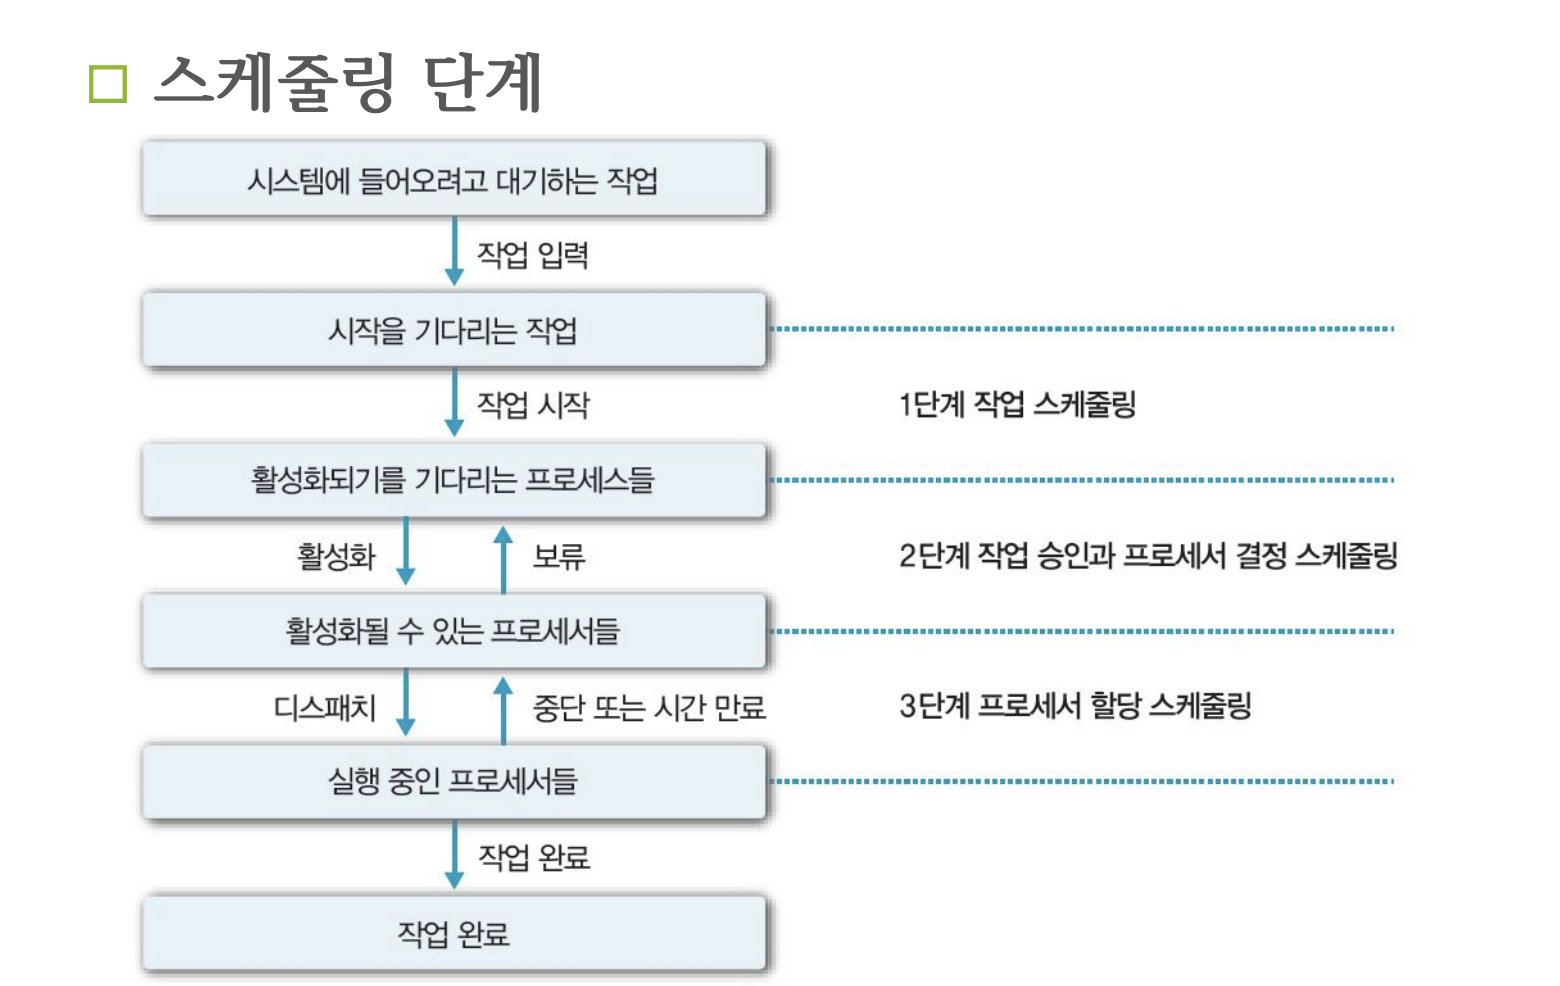 스케줄링 단계
시스템에 들어오려고 대기하는 작업
작업 입력
시작을 기다리는 작업
작업 시작
1단계 작업 스케줄링
활성화되기를 기다리는 프로세스들
활성화
보류
2단계 작업 승인과 프로세서 결정 스케줄링
활성화될 수 있는 프로세서들
디스패치
중단 또는 시간 만료
3단계 프로세서 할당 스케줄링
실행 중인 프로세서들
작업 완료
작업 완료